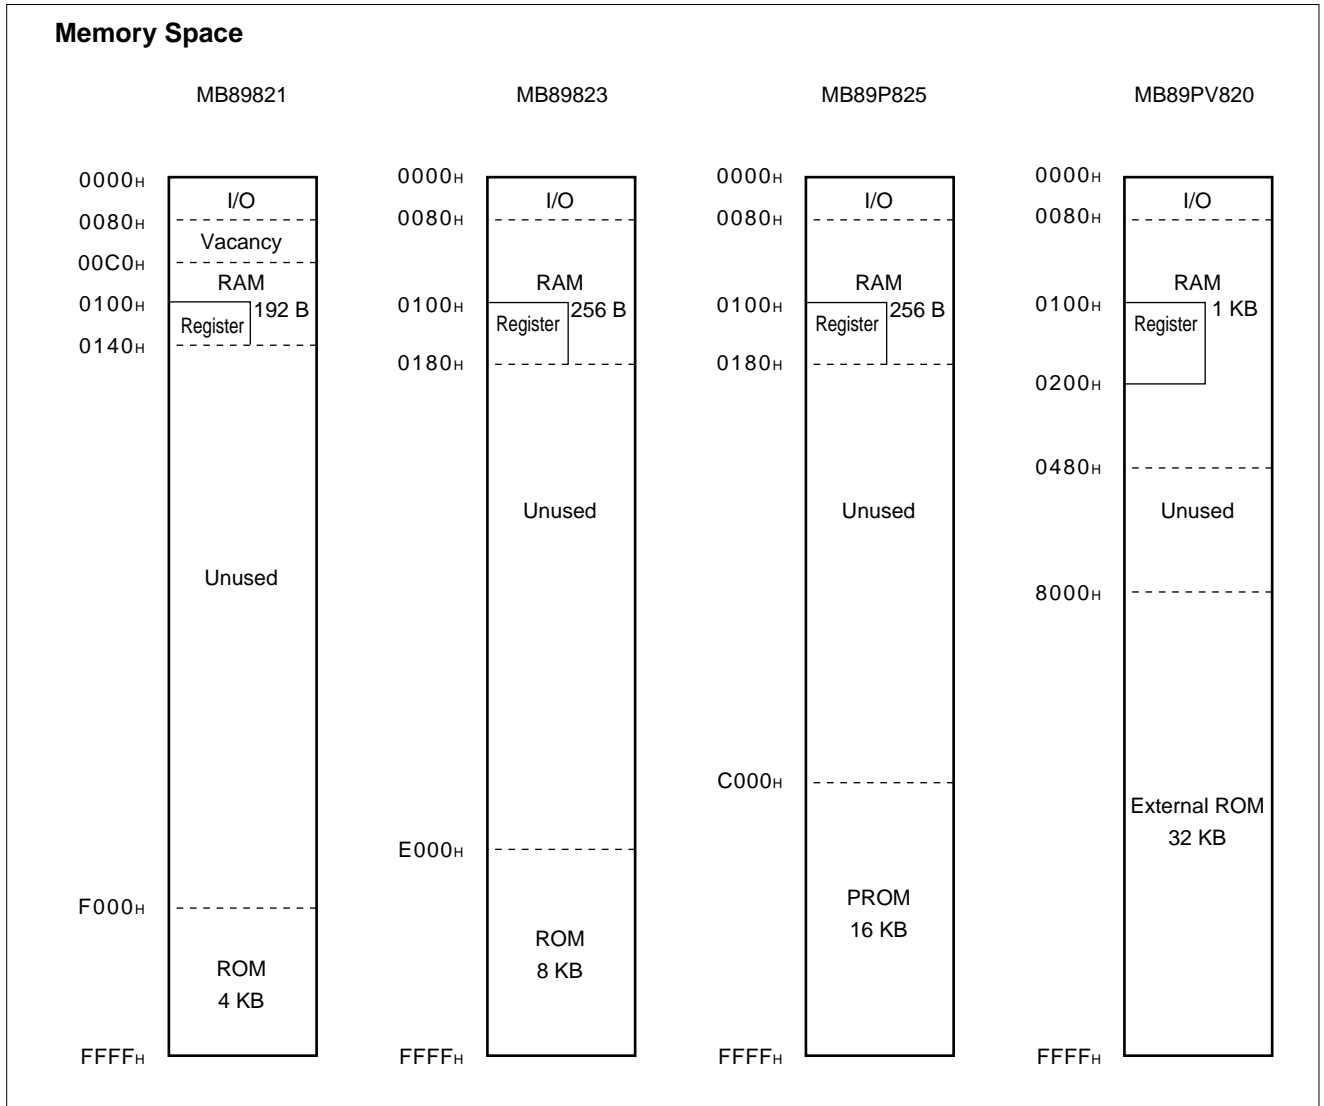 Memory Space
MB89821
0000H
I/O
0080H
Vacancy
00C0H
RAM
0100H
192 B
Register
0140H
Unused
F000H
ROM
4 KB
FFFFH
MB89823
0000H
I/O
0080H
RAM
0100H
256 B
Register
0180H
Unused
E000H
ROM
8 KB
FFFFH
MB89P825
0000H
I/O
0080H
RAM
0100H
256 B
Register
0180H
Unused
C000H
PROM
16 KB
FFFFH
MB89PV820
0000H
I/O
0080H
RAM
0100H
1 KB
Register
0200H
0480H
Unused
8000H
External ROM
32 KB
FFFFH